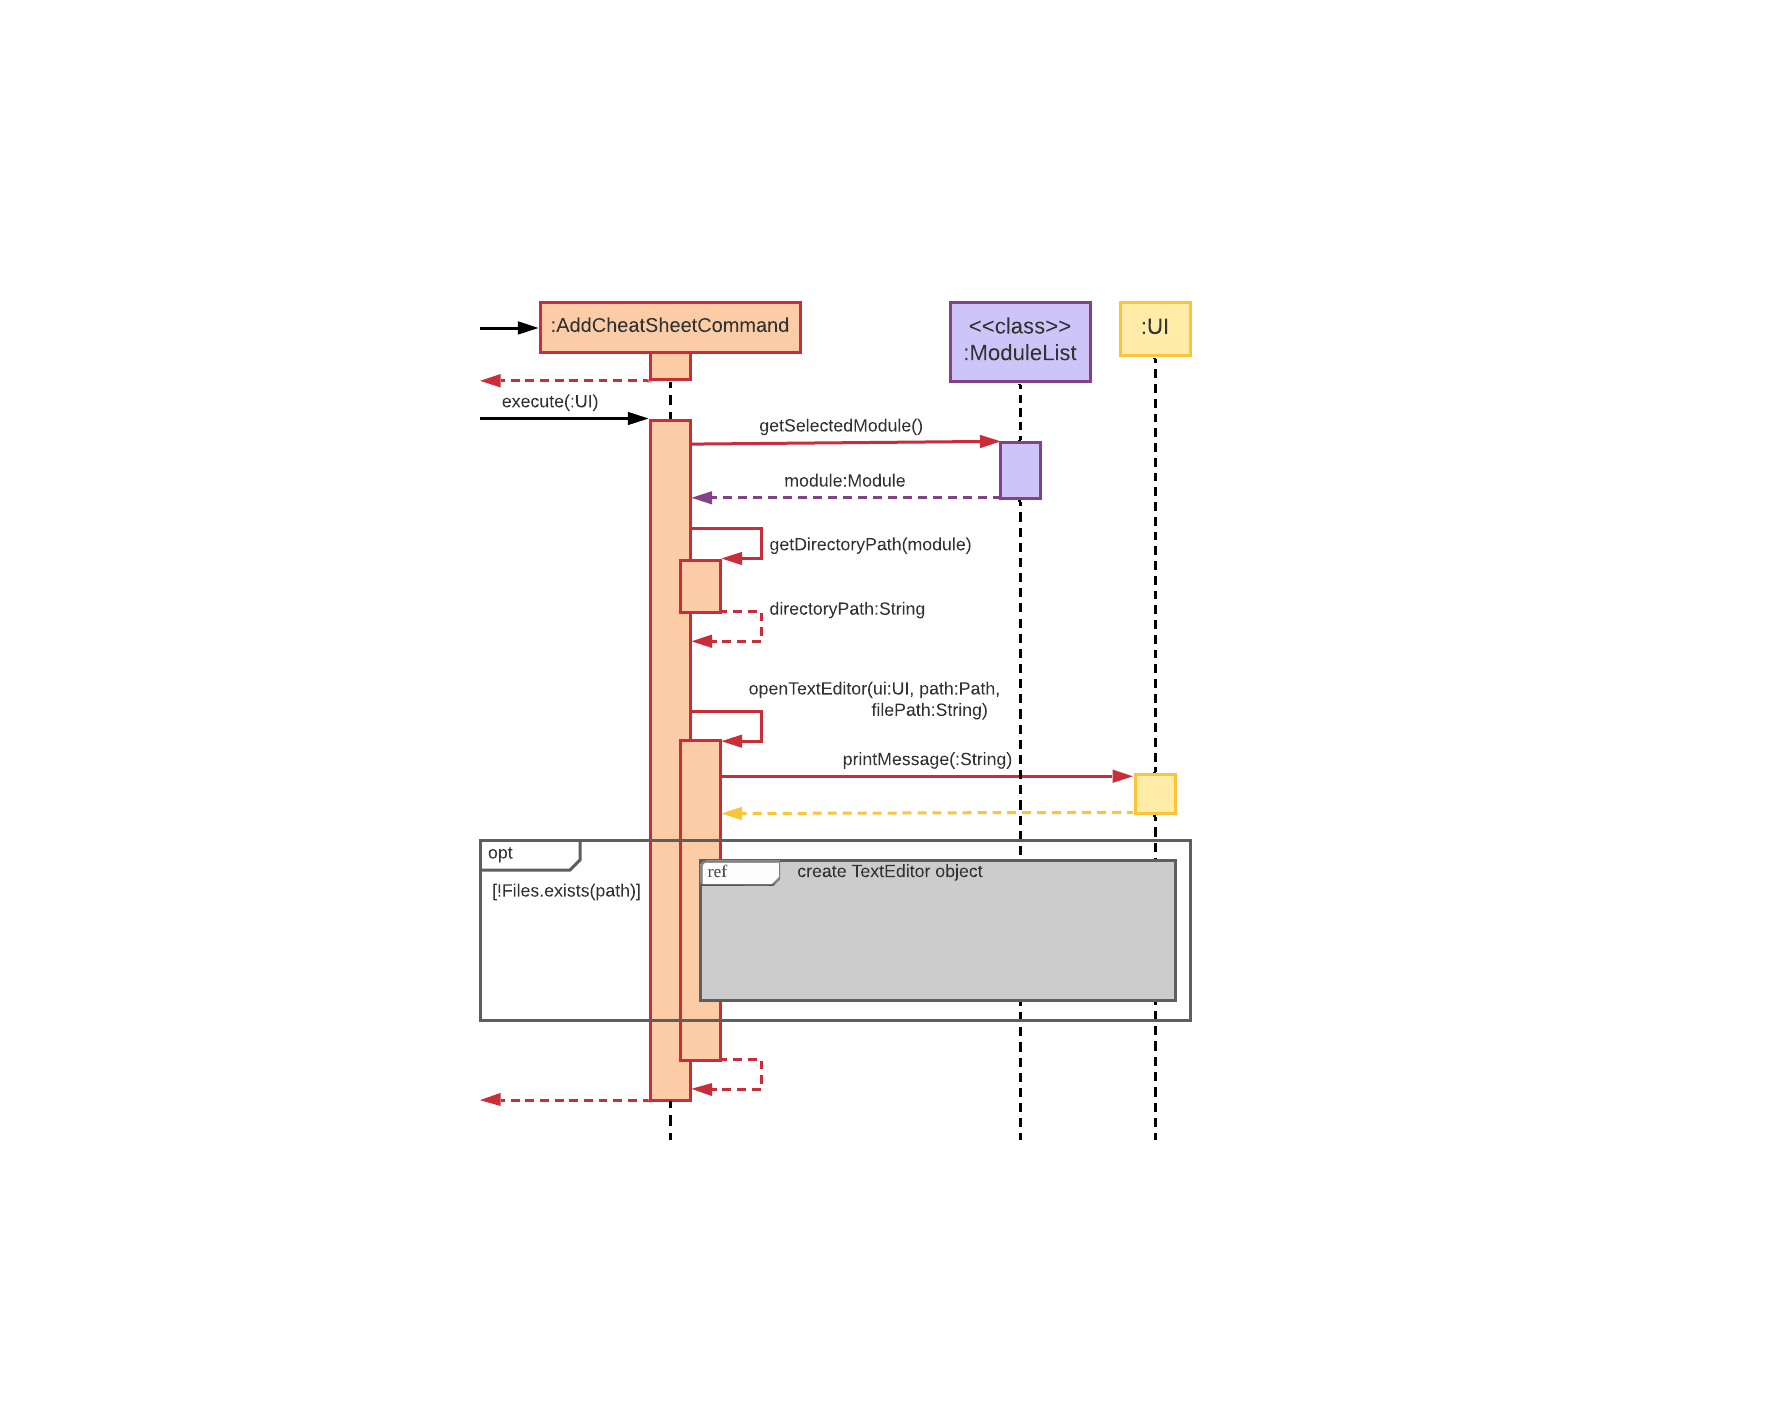 :AddCheatSheetCommand
<<class>>
:ModuleList
:UI
execute(:UI)
getSelectedModule()
module:Module
getDirectoryPath(module)
directoryPath:String
openTextEditor(ui:UI, path:Path,
filePath:String)
printMessage(:String)
opt
[!Files.exists(path)]
ref
create TextEditor object